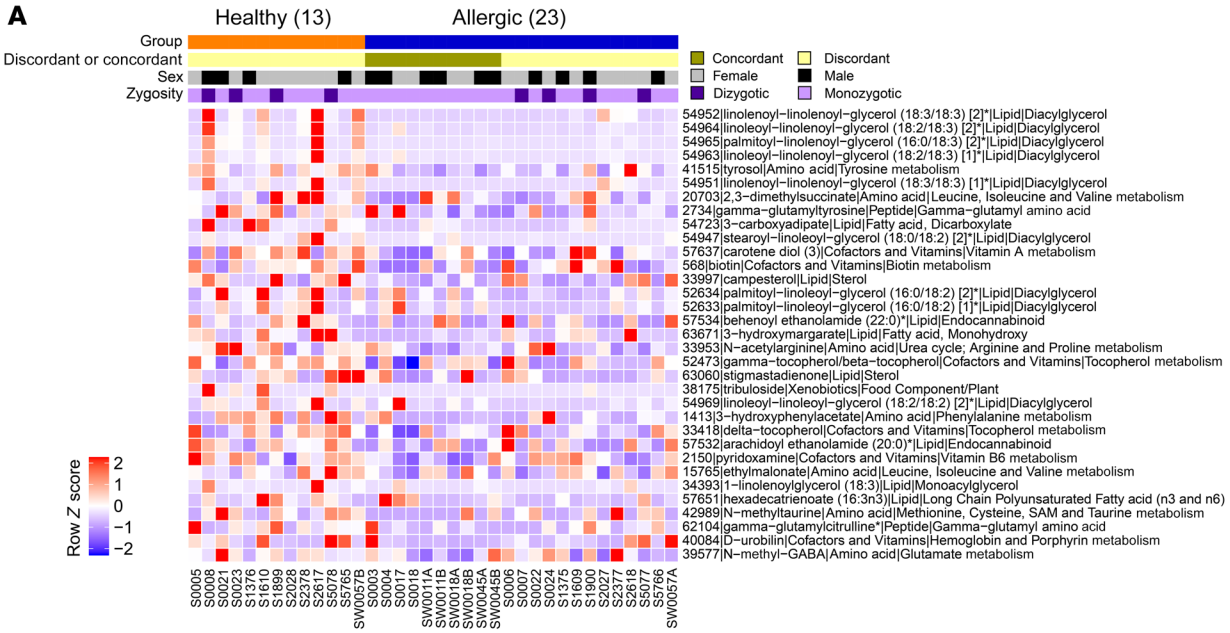 A
Healthy (13) Allergic (23)
Group
Discordant or concordant
Sex
Zygosity
Concordant Discordant
Female Male
Dizygotic Monozygotic
54952|linolenoyl−linolenoyl−glycerol (18:3/18:3) [2]*|Lipid|Diacylglycerol
54964|linoleoyl−linolenoyl−glycerol (18:2/18:3) [2]*|Lipid|Diacylglycerol
54965|palmitoyl−linolenoyl−glycerol (16:0/18:3) [2]*|Lipid|Diacylglycerol
54963|linoleoyl−linolenoyl−glycerol (18:2/18:3) [1]*|Lipid|Diacylglycerol
41515|tyrosol|Amino acid|Tyrosine metabolism
54951|linolenoyl−linolenoyl−glycerol (18:3/18:3) [1]*|Lipid|Diacylglycerol
20703|2,3−dimethylsuccinate|Amino acid|Leucine, Isoleucine and Valine metabolism
2734|gamma−glutamyltyrosine|Peptide|Gamma−glutamyl amino acid
54723|3−carboxyadipate|Lipid|Fatty acid, Dicarboxylate
54947|stearoyl−linoleoyl−glycerol (18:0/18:2) [2]*|Lipid|Diacylglycerol
57637|carotene diol (3)|Cofactors and Vitamins|Vitamin A metabolism
568|biotin|Cofactors and Vitamins|Biotin metabolism
33997|campesterol|Lipid|Sterol
52634|palmitoyl−linoleoyl−glycerol (16:0/18:2) [2]*|Lipid|Diacylglycerol
52633|palmitoyl−linoleoyl−glycerol (16:0/18:2) [1]*|Lipid|Diacylglycerol
57534|behenoyl ethanolamide (22:0)*|Lipid|Endocannabinoid
63671|3−hydroxymargarate|Lipid|Fatty acid, Monohydroxy
33953|N−acetylarginine|Amino acid|Urea cycle; Arginine and Proline metabolism
52473|gamma−tocopherol/beta−tocopherol|Cofactors and Vitamins|Tocopherol metabolism
63060|stigmastadienone|Lipid|Sterol
38175|tribuloside|Xenobiotics|Food Component/Plant
54969|linoleoyl−linoleoyl−glycerol (18:2/18:2) [2]*|Lipid|Diacylglycerol
1413|3−hydroxyphenylacetate|Amino acid|Phenylalanine metabolism
33418|delta−tocopherol|Cofactors and Vitamins|Tocopherol metabolism
57532|arachidoyl ethanolamide (20:0)*|Lipid|Endocannabinoid
2150|pyridoxamine|Cofactors and Vitamins|Vitamin B6 metabolism
15765|ethylmalonate|Amino acid|Leucine, Isoleucine and Valine metabolism
34393|1−linolenoylglycerol (18:3)|Lipid|Monoacylglycerol
57651|hexadecatrienoate (16:3n3)|Lipid|Long Chain Polyunsaturated Fatty acid (n3 and n6)
42989|N−methyltaurine|Amino acid|Methionine, Cysteine, SAM and Taurine metabolism
62104|gamma−glutamylcitrulline*|Peptide|Gamma−glutamyl amino acid
40084|D−urobilin|Cofactors and Vitamins|Hemoglobin and Porphyrin metabolism
39577|N−methyl−GABA|Amino acid|Glutamate metabolism
Row Z score
2
1
0
−1
−2
S0005
S0008
S0021
S0023
S1376
S1610
S1899
S2028
S2378
S2617
S5078
S5765
SW0057B
S0003
S0004
S0017
S0018
SW0011A
SW0011B
SW0018A
SW0018B
SW0045A
SW0045B
S0006
S0007
S0022
S0024
S1375
S1609
S1900
S2027
S2377
S2618
S5077
S5766
SW0057A